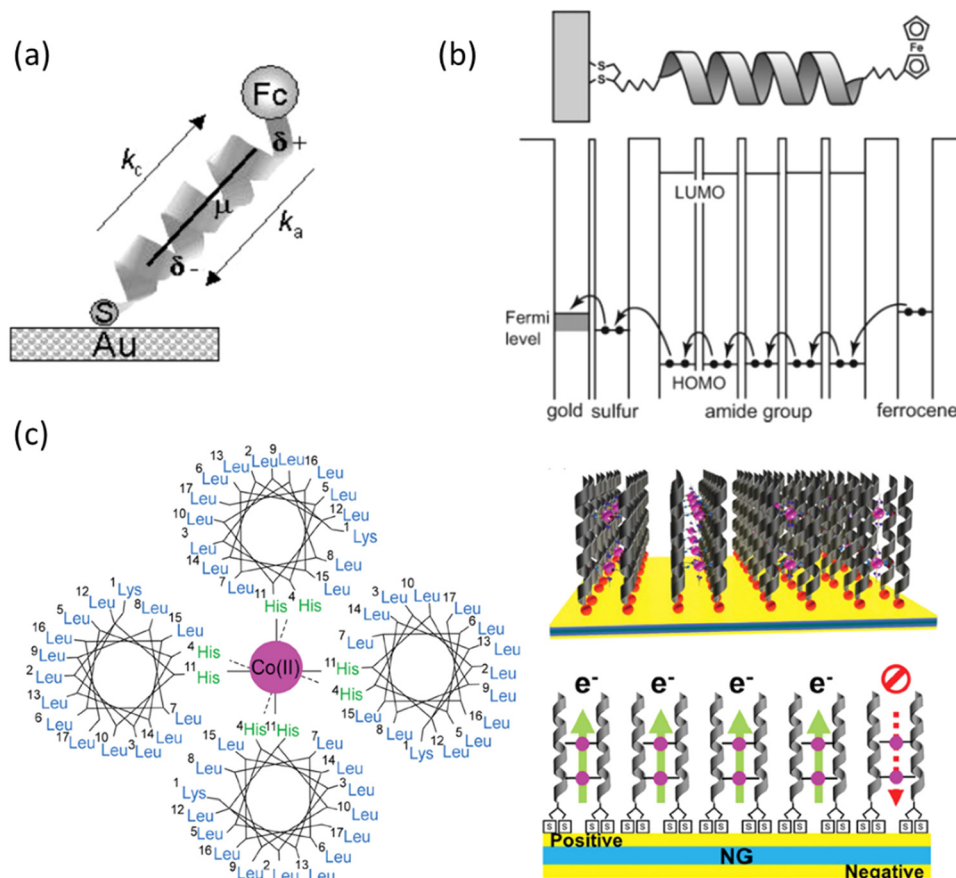 (a)
Fc
δ+
k_c
μ
k_a
δ-
S
Au
(b)
S
S
Fe
LUMO
Fermi
level
HOMO
gold sulfur amide group ferrocene
(c)
13 Leu 2 Leu 9 Leu 16 Leu
6 Leu 5 Leu
17 Leu 12 Leu
10 Leu 1 Lys
3 Leu
14 Leu 8 Leu
7 Leu 15 Leu
11 His 4 His
1 Lys
12 Leu 8 Leu
5 Leu 15 Leu
16 Leu 4 His
9 Leu 11 His
2 Leu
13 Leu 7 Leu
6 Leu 14 Leu
17 Leu 10 Leu 3 Leu
Co(II)
10 Leu
3 Leu 17 Leu
14 Leu 6 Leu
7 Leu 13 Leu
11 His 2 Leu
4 His 9 Leu
15 Leu 16 Leu
8 Leu 5 Leu
1 Lys 12 Leu
4 His 11 His
15 Leu 7 Leu
8 Leu 14 Leu
1 Lys 3 Leu
12 Leu 10 Leu
5 Leu 17 Leu
16 Leu 6 Leu
9 Leu 2 Leu 13 Leu
e- e- e- e-
S S S S S S S S S S S S S S S S S S S S
Positive
NG
Negative